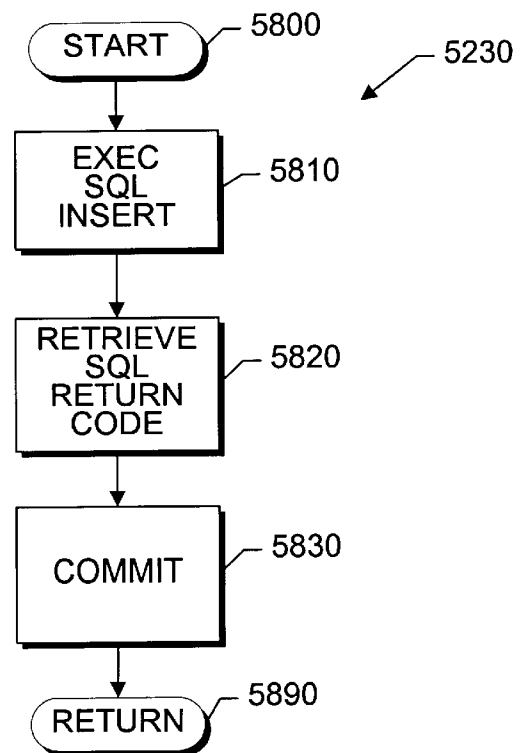 START
5800
5230
EXEC
SQL
INSERT
5810
RETRIEVE
SQL
RETURN
CODE
5820
COMMIT
5830
RETURN
5890